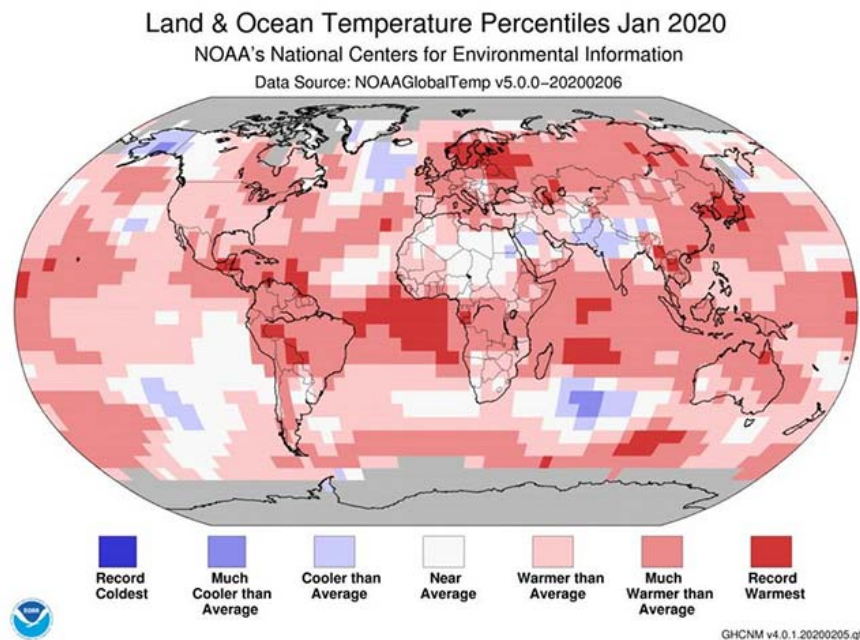 Land & Ocean Temperature Percentiles Jan 2020
NOAA's National Centers for Environmental Information
Data Source: NOAAGlobalTemp v5.0.0−20200206
Record
Coldest
Much
Cooler than
Average
Cooler than
Average
Near
Average
Warmer than
Average
Much
Warmer than
Average
Record
Warmest
NOAA
GHCNM v4.0.1.20200205.q